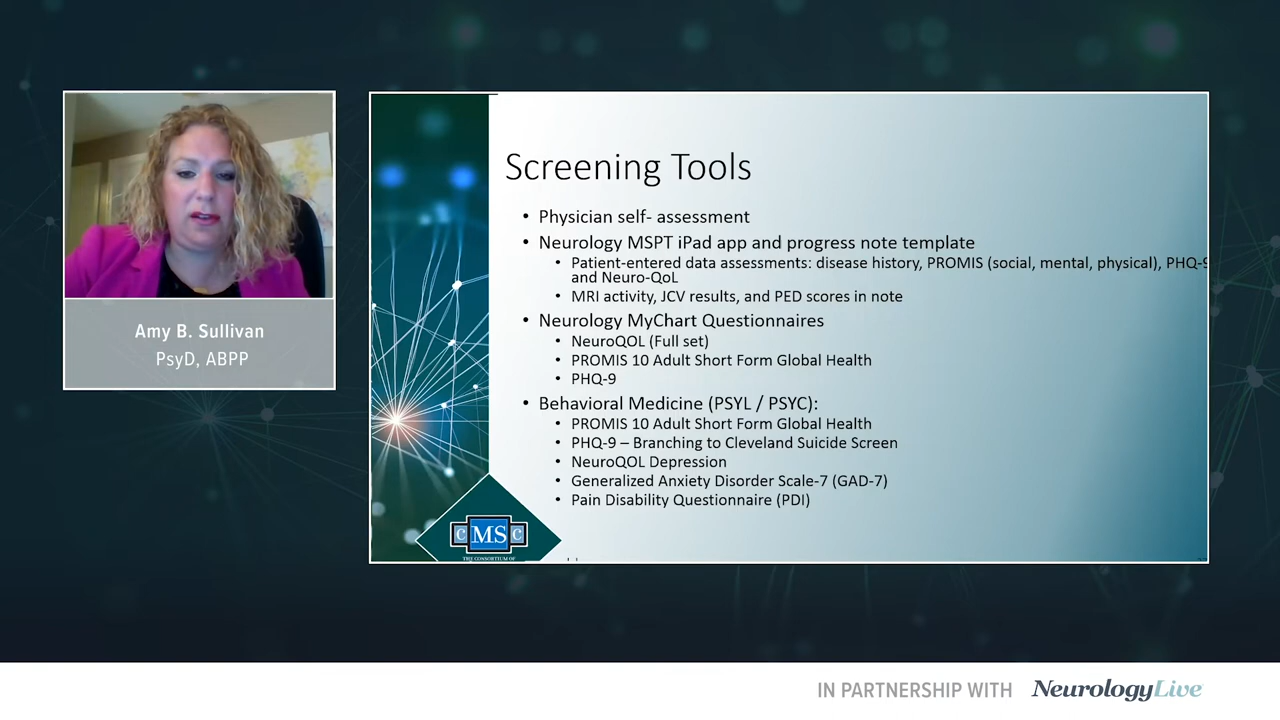 Amy B. Sullivan
PsyD, ABPP
Screening Tools
• Physician self- assessment
• Neurology MSPT iPad app and progress note template
• Patient-entered data assessments: disease history, PROMIS (social, mental, physical), PHQ-9
and Neuro-QoL
• MRI activity, JCV results, and PED scores in note
• Neurology MyChart Questionnaires
• NeuroQOL (Full set)
• PROMIS 10 Adult Short Form Global Health
• PHQ-9
• Behavioral Medicine (PSYL / PSYC):
• PROMIS 10 Adult Short Form Global Health
• PHQ-9 – Branching to Cleveland Suicide Screen
• NeuroQOL Depression
• Generalized Anxiety Disorder Scale-7 (GAD-7)
• Pain Disability Questionnaire (PDI)
CMSC
THE CONSORTIUM OF
IN PARTNERSHIP WITH NeurologyLive